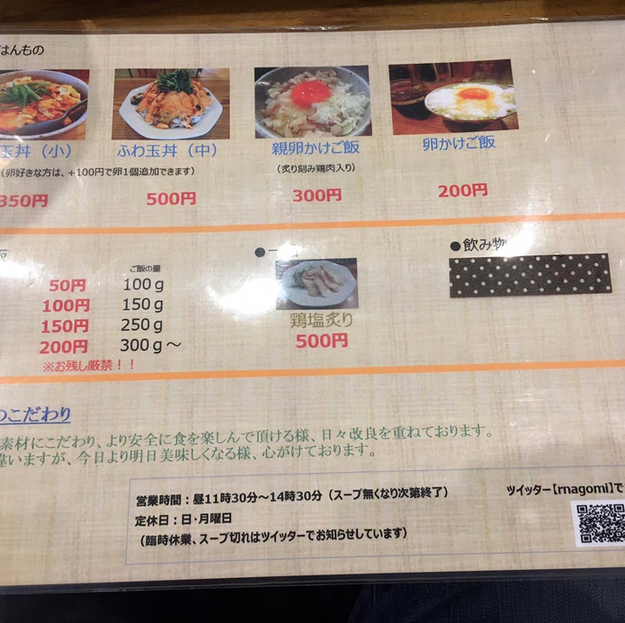 はんもの
玉丼（小） ふわ玉丼（中） 親卵かけご飯 卵かけご飯
（卵好きな方は、+100円で卵1個追加できます） （炙り刻み鶏肉入り）
350円 500円 300円 200円
飯 ●一 ●飲み物
ご飯の量
50円 100g
100円 150g
150円 250g
200円 300g～
※お残し厳禁！！
鶏塩炙り
500円
のこだわり
素材にこだわり、より安全に食を楽しんで頂ける様、日々改良を重ねております。
違いますが、今日より明日美味しくなる様、心がけております。
営業時間：昼11時30分～14時30分（スープ無くなり次第終了）
定休日：日・月曜日
（臨時休業、スープ切れはツイッターでお知らせしています）
ツイッター【rnagomi】で